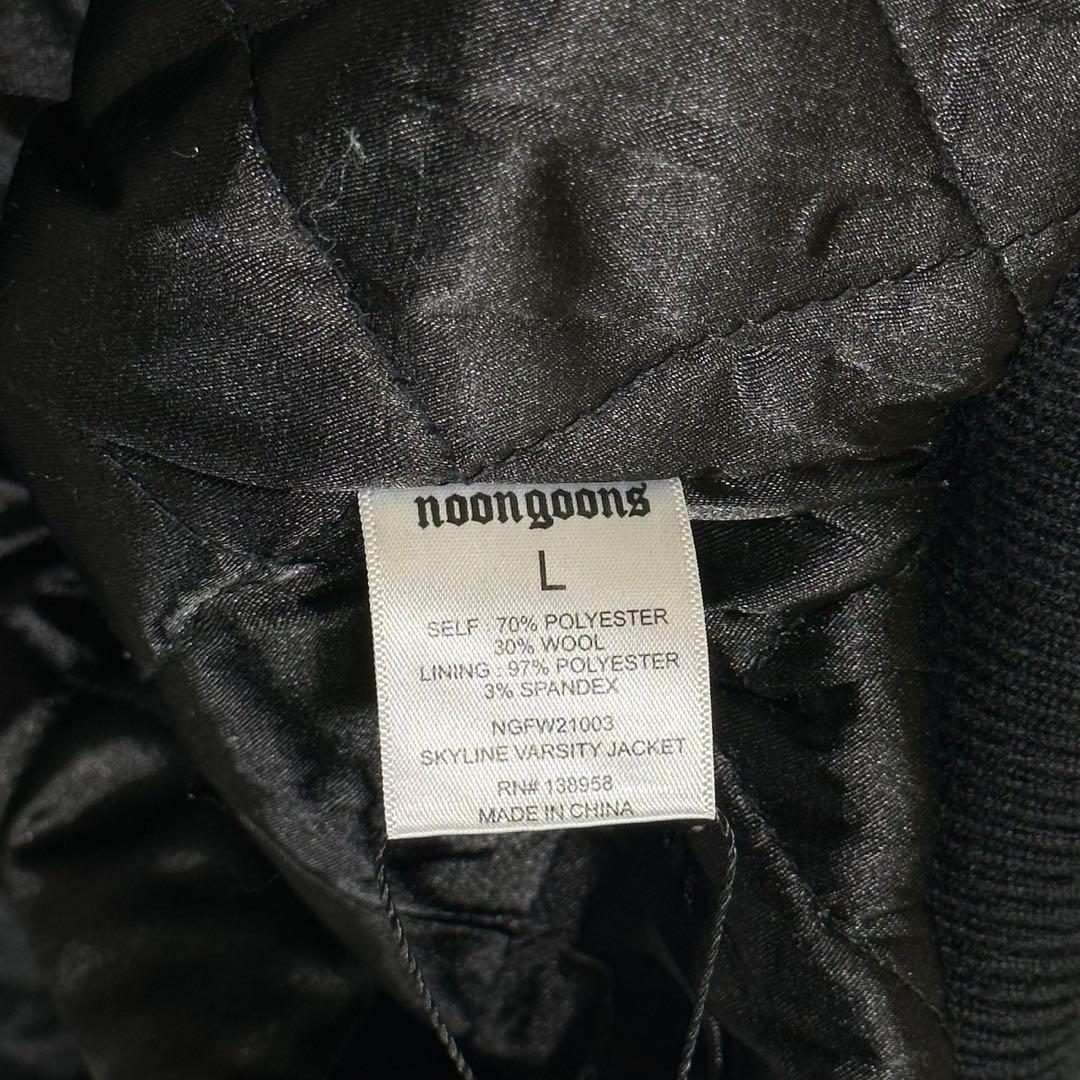 noongoons
L
SELF : 70% POLYESTER
30% WOOL
LINING : 97% POLYESTER
3% SPANDEX
NGFW21003
SKYLINE VARSITY JACKET
RN# 138958
MADE IN CHINA